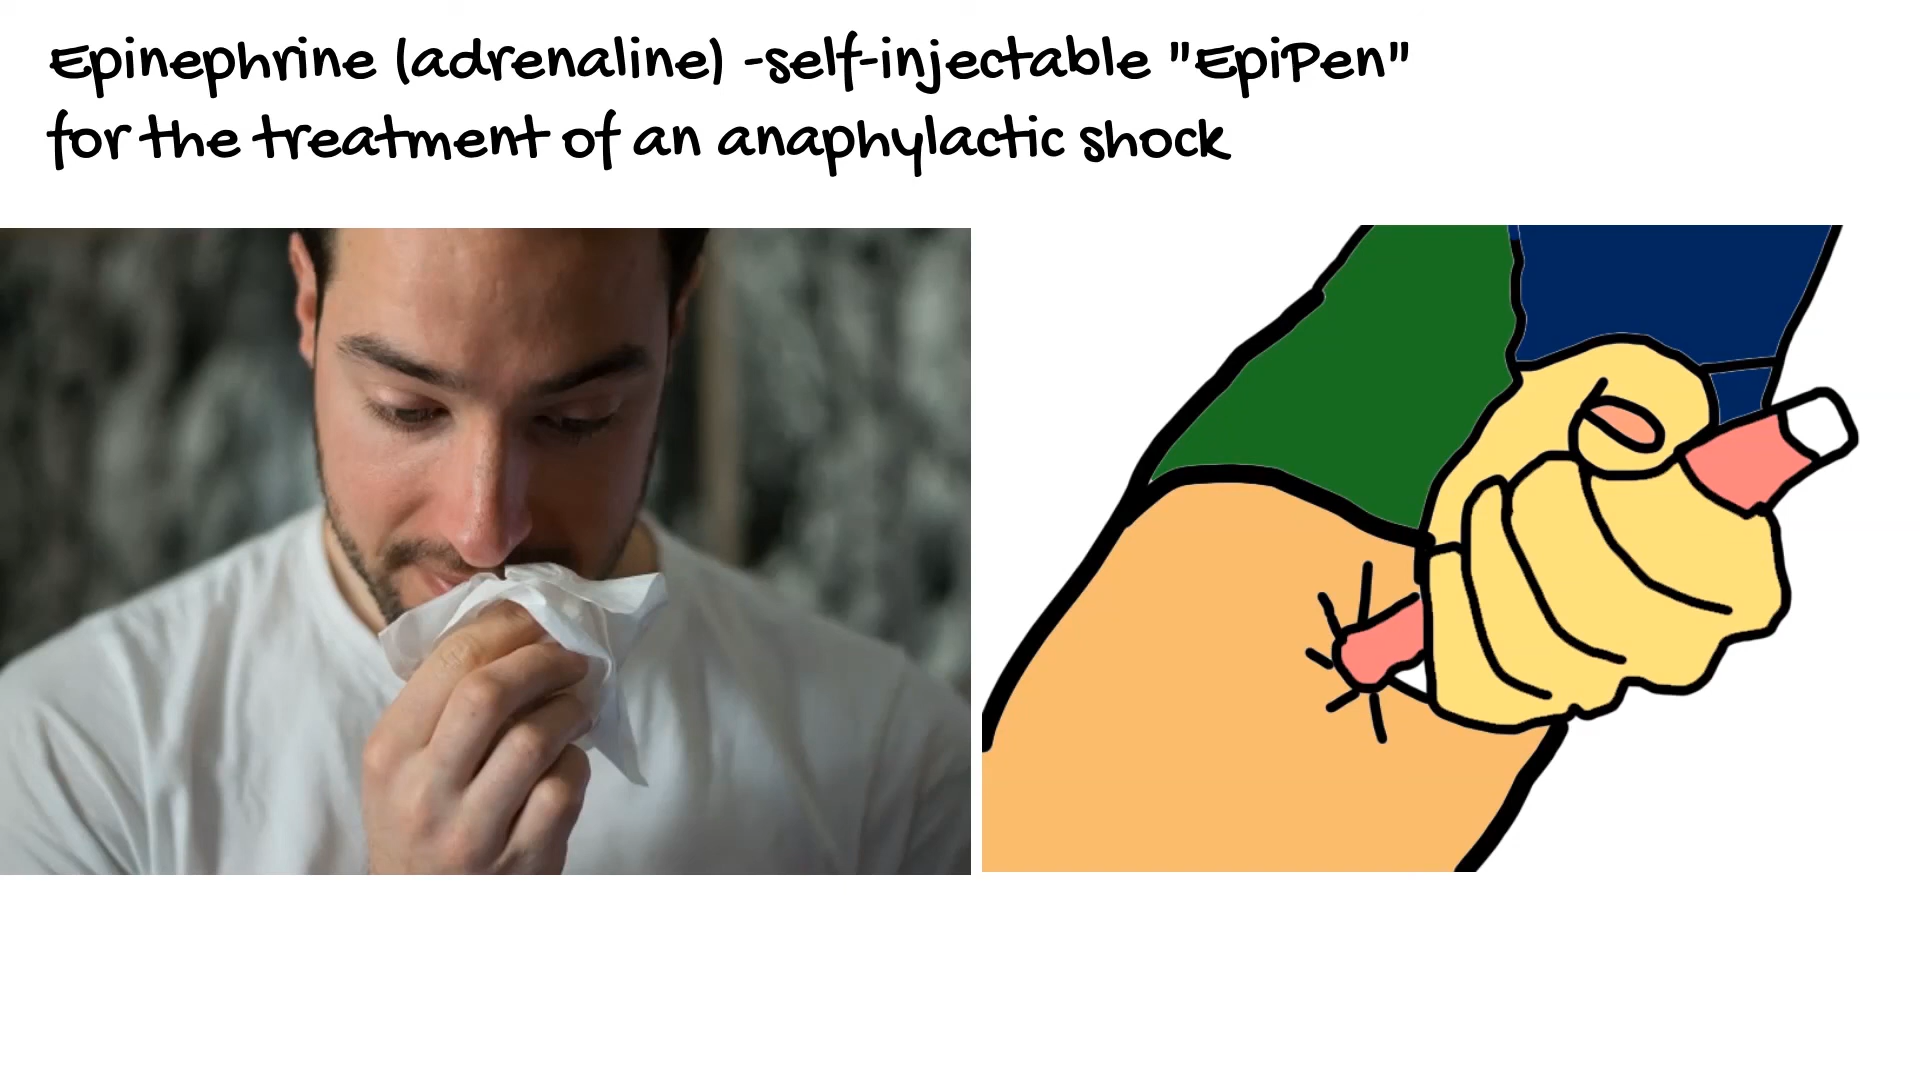 Epinephrine (adrenaline) -self-injectable "EpiPen"
for the treatment of an anaphylactic shock